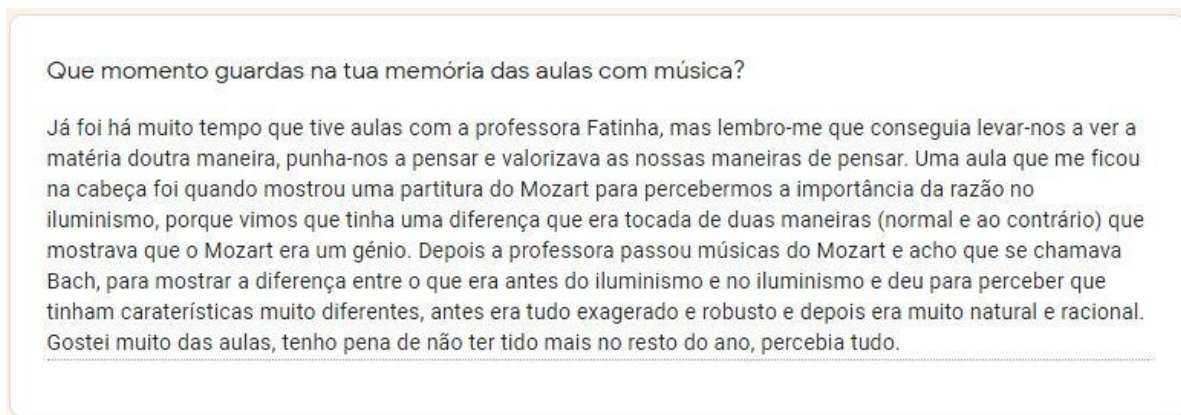 Que momento guardas na tua memória das aulas com música?
Já foi há muito tempo que tive aulas com a professora Fatinha, mas lembro-me que conseguia levar-nos a ver a
matéria doutra maneira, punha-nos a pensar e valorizava as nossas maneiras de pensar. Uma aula que me ficou
na cabeça foi quando mostrou uma partitura do Mozart para percebermos a importância da razão no
iluminismo, porque vimos que tinha uma diferença que era tocada de duas maneiras (normal e ao contrário) que
mostrava que o Mozart era um génio. Depois a professora passou músicas do Mozart e acho que se chamava
Bach, para mostrar a diferença entre o que era antes do iluminismo e no iluminismo e deu para perceber que
tinham caraterísticas muito diferentes, antes era tudo exagerado e robusto e depois era muito natural e racional.
Gostei muito das aulas, tenho pena de não ter tido mais no resto do ano, percebia tudo.